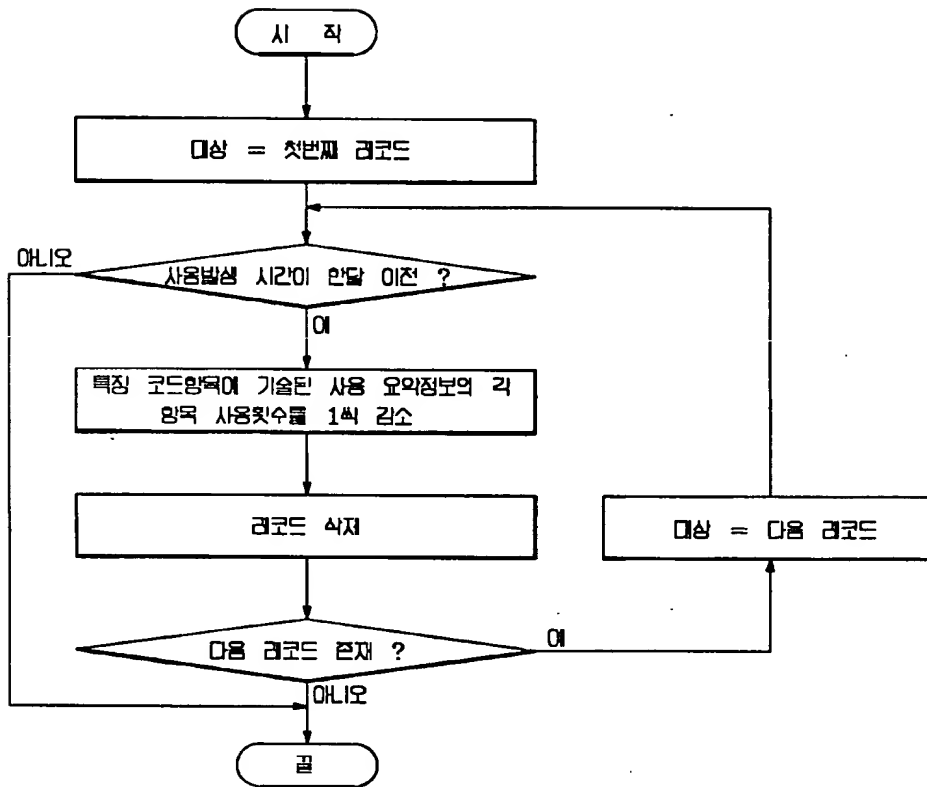 시 작
대상 = 첫번째 레코드
아니오
사용발생 시간이 한달 이전 ?
예
특징 코드항목에 기술된 사용 요약정보의 각
항목 사용횟수를 1씩 감소
레코드 삭제
대상 = 다음 레코드
다음 레코드 존재 ?
예
아니오
끝